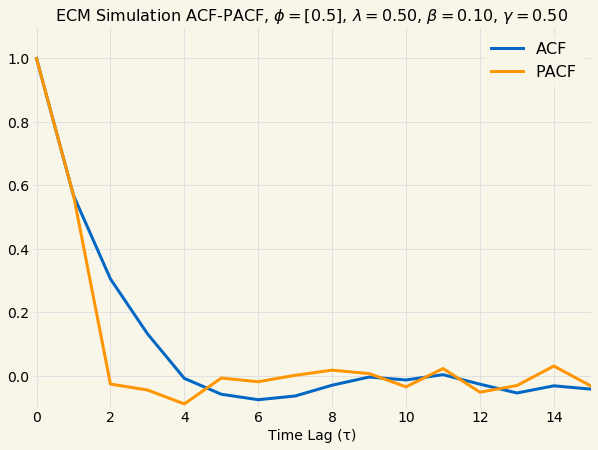 ECM Simulation ACF-PACF, ϕ = [0.5], λ = 0.50, β = 0.10, γ = 0.50
ACF
PACF
1.0
0.8
0.6
0.4
0.2
0.0
0 2 4 6 8 10 12 14
Time Lag (τ)